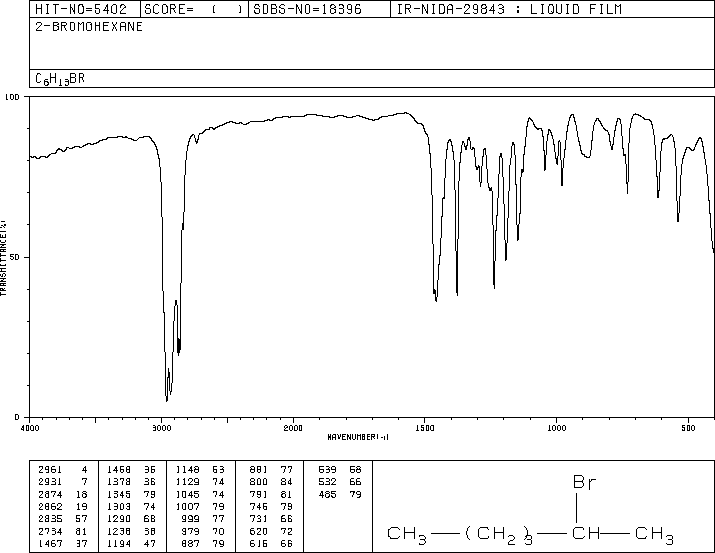 HIT-NO=5402 SCORE= ( ) SDBS-NO=18396 IR-NIDA-29843 : LIQUID FILM
2-BROMOHEXANE
C6H13BR
100
50
0
TRANSMITTANCE(%)
4000 3000 2000 1500 1000 500
WAVENUMBER(-1)
2961 4 1458 36 1148 53 881 77 539 58
2931 7 1378 36 1129 74 800 84 532 66
2874 18 1345 79 1045 74 791 81 485 79
2862 19 1303 74 1007 79 746 79
2835 57 1290 68 999 77 731 66
2734 81 1238 38 979 70 620 72
1467 37 1194 47 887 79 616 66
Br
CH3—(CH2)3—CH—CH3